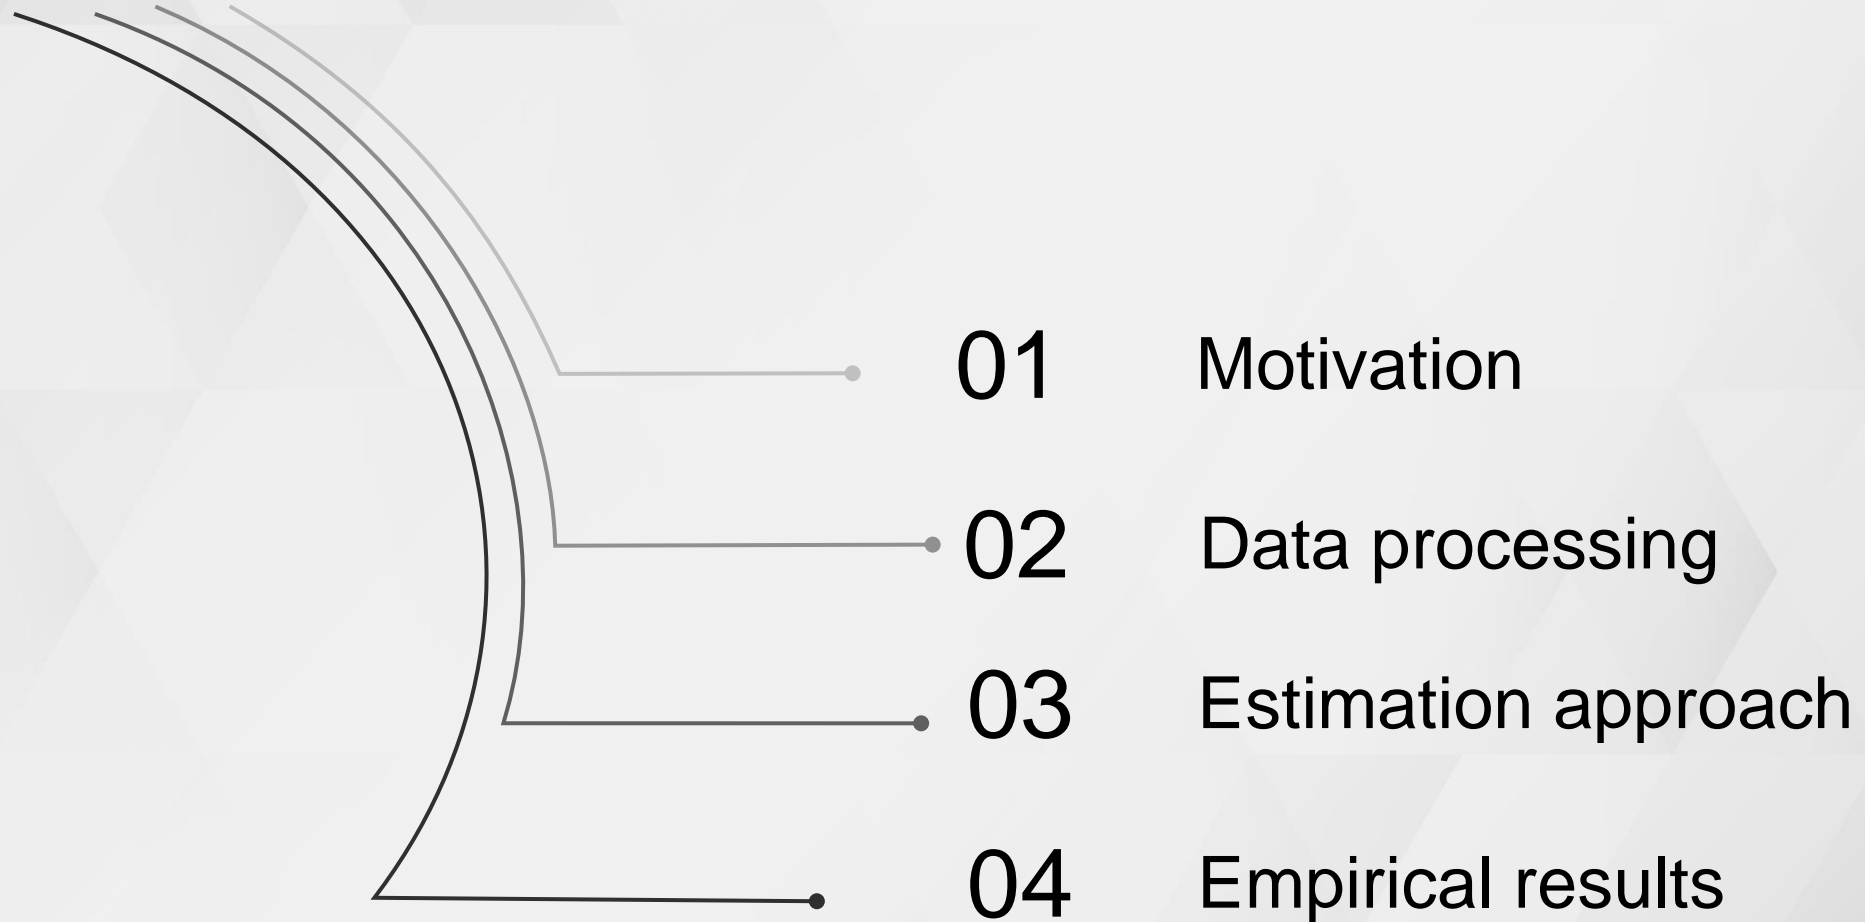 01 Motivation
02 Data processing
03 Estimation approach
04 Empirical results